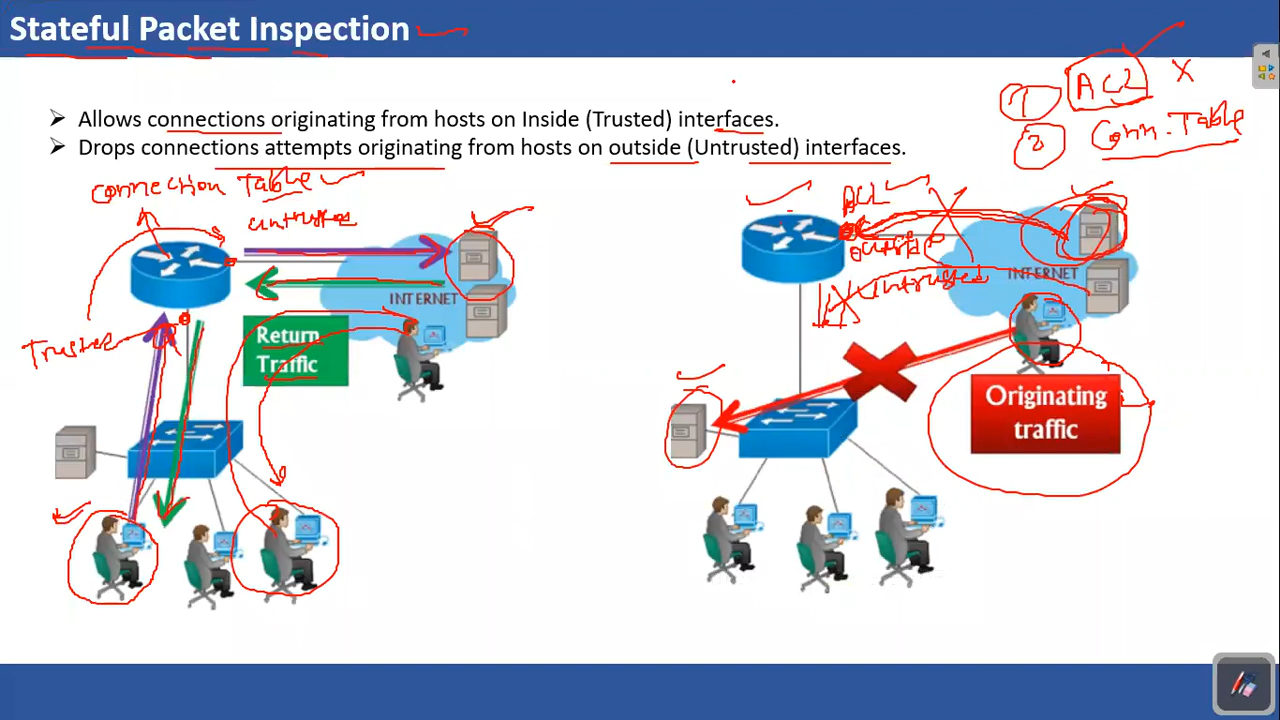 Stateful Packet Inspection
① ACL X
② Conn. Table
Allows connections originating from hosts on Inside (Trusted) interfaces.
Drops connections attempts originating from hosts on outside (Untrusted) interfaces.
Connection Table
untrusted
Trusted
INTERNET
Return
Traffic
ACL
outside
Untrusted
INTERNET
Originating
traffic